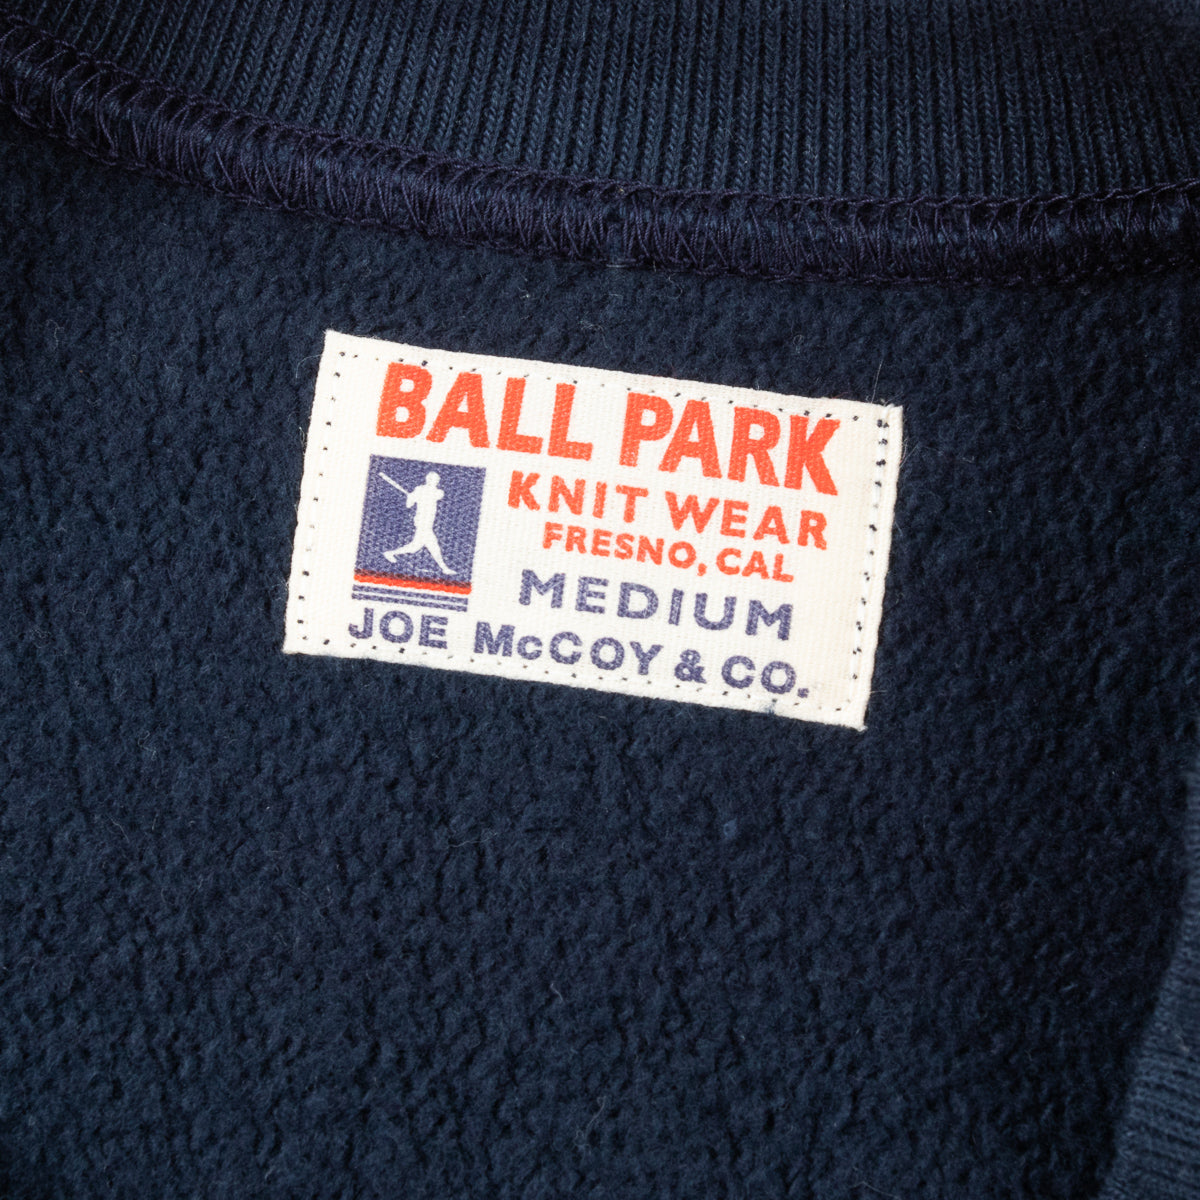 BALL PARK
KNIT WEAR
FRESNO, CAL
MEDIUM
JOE McCOY & CO.